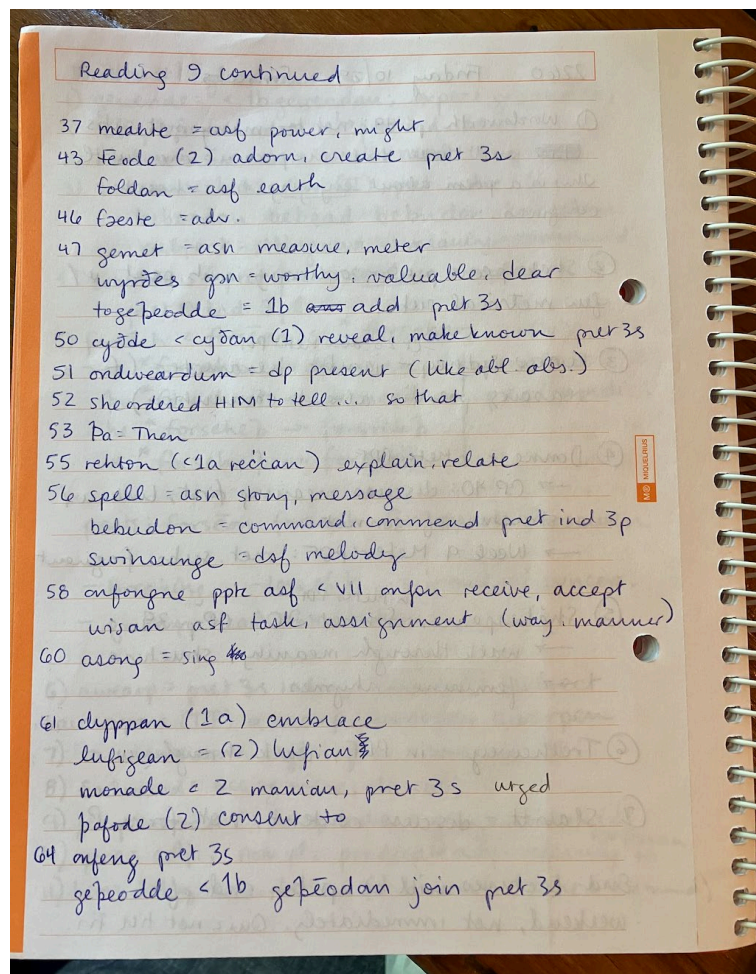 Reading 9 continued
37 meahte = asf power, might
43 teode (2) adorn, create pret 3s
foldan = asf earth
46 fæste = adv.
47 gemet = asn measure, meter
wyrðes gsn = worthy, valuable, dear
togeþeodde = 1b add pret 3s
50 cyðde < cyðan (1) reveal, make known pret 3s
51 ondweardum = dp present (like abl. abs.)
52 she ordered HIM to tell... so that
53 Þa = Then
55 rehton (<1a reċċan) explain, relate
56 spell = asn story, message
bebudon = command, commend pret ind 3p
swinsunge = dsf melody
58 onfongne pptc asf < VII onfon receive, accept
wisan asf task, assignment (way, manner)
60 asong = sing
61 clyppan (1a) embrace
lufigean = (2) lufian
monade < 2 manian, pret 3s urged
þafode (2) consent to
64 onfeng pret 3s
geþeodde < 1b geþēodan join pret 3s
MIQUELRIUS